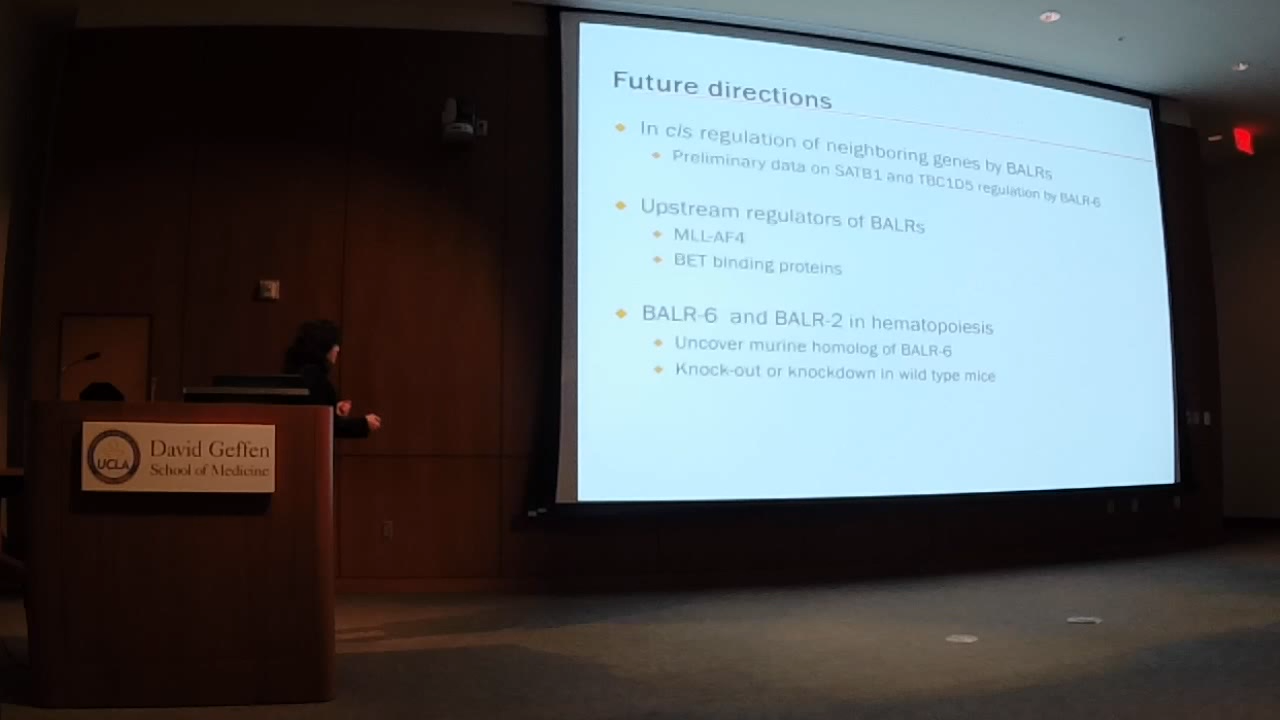 Future directions
In cis regulation of neighboring genes by BALRs
Preliminary data on SATB1 and TBC1D5 regulation by BALR-6
Upstream regulators of BALRs
MLL-AF4
BET binding proteins
BALR-6 and BALR-2 in hematopoiesis
Uncover murine homolog of BALR-6
Knock-out or knockdown in wild type mice
UCLA
David Geffen
School of Medicine